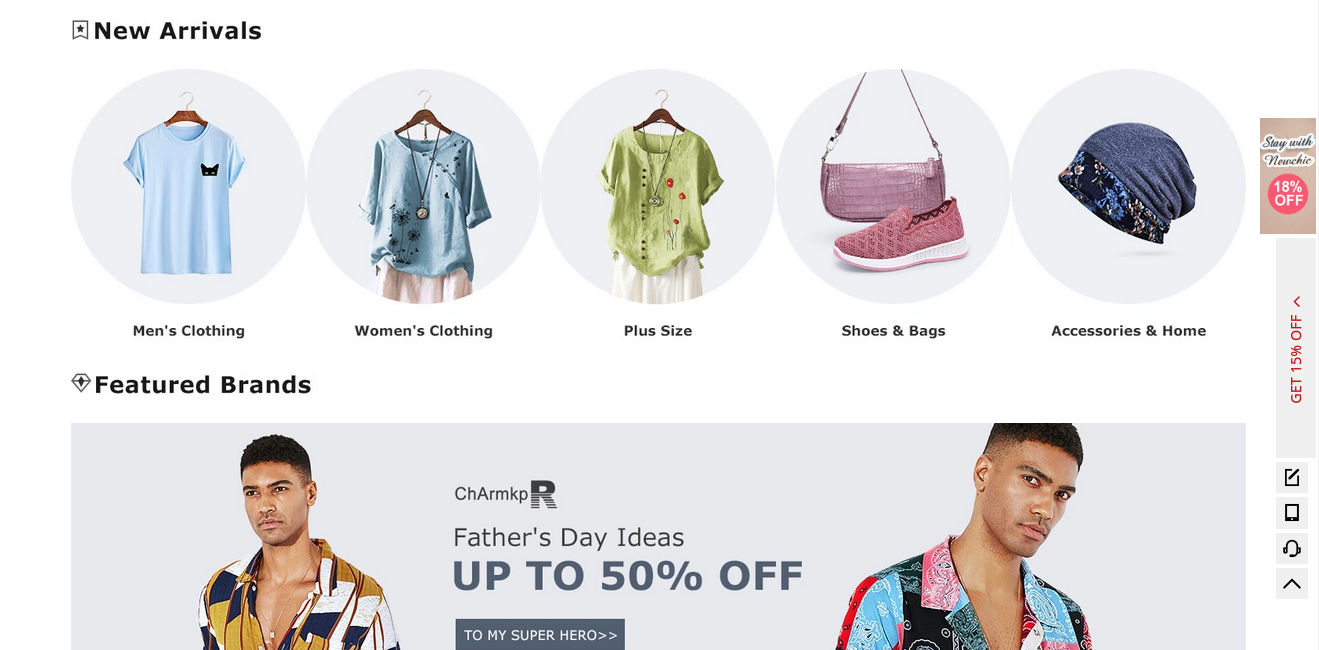 New Arrivals
Men's Clothing
Women's Clothing
Plus Size
Shoes & Bags
Accessories & Home
Featured Brands
ChArmkpR
Father's Day Ideas
UP TO 50% OFF
TO MY SUPER HERO>>
Stay with
Newchic
18%
OFF
GET 15% OFF